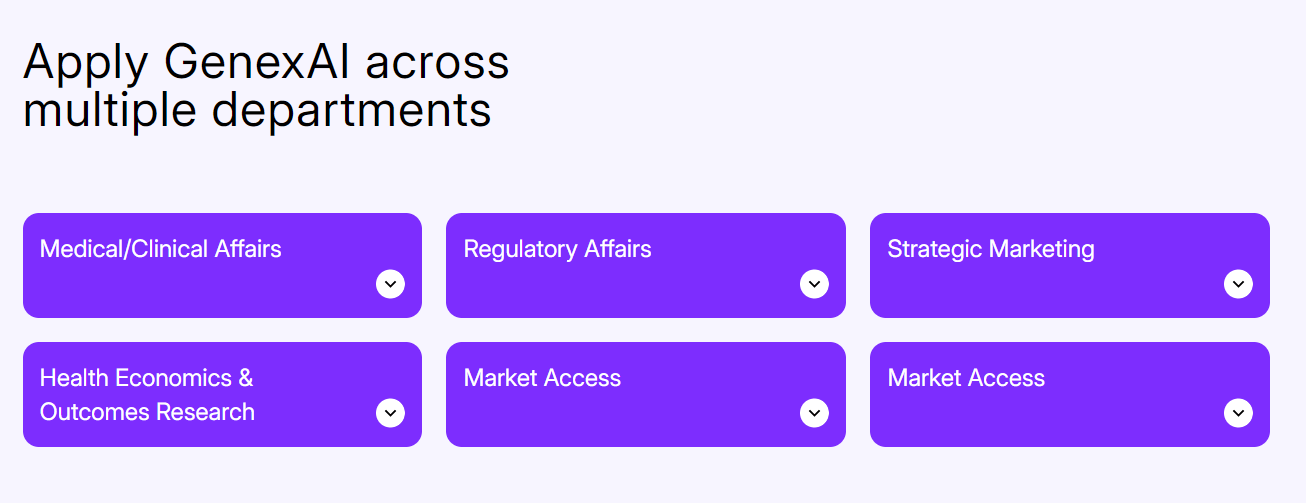 Apply GenexAI across
multiple departments
Medical/Clinical Affairs
Regulatory Affairs
Strategic Marketing
Health Economics &
Outcomes Research
Market Access
Market Access